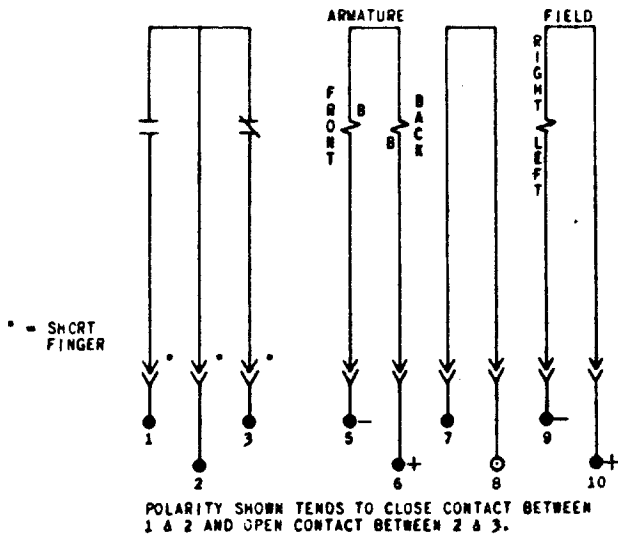 ARMATURE
FIELD
FRONT
B
B
BACK
RIGHT
LEFT
* = SHORT
FINGER
* * *
1 3 5 - 7 9 - 
2 6 + 8 10 +
POLARITY SHOWN TENDS TO CLOSE CONTACT BETWEEN
1 & 2 AND OPEN CONTACT BETWEEN 2 & 3.